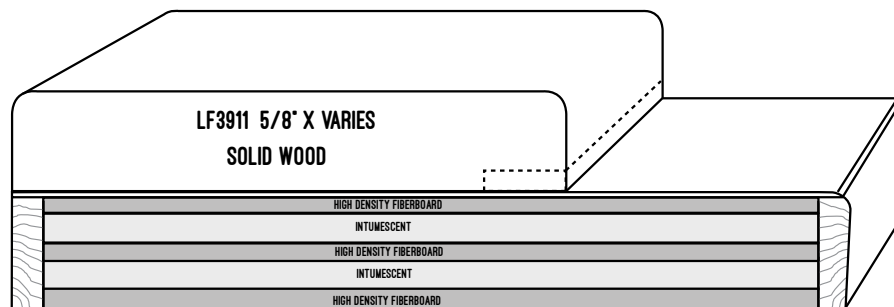 LF3911 5/8" X VARIES
SOLID WOOD
HIGH DENSITY FIBERBOARD
INTUMESCENT
HIGH DENSITY FIBERBOARD
INTUMESCENT
HIGH DENSITY FIBERBOARD